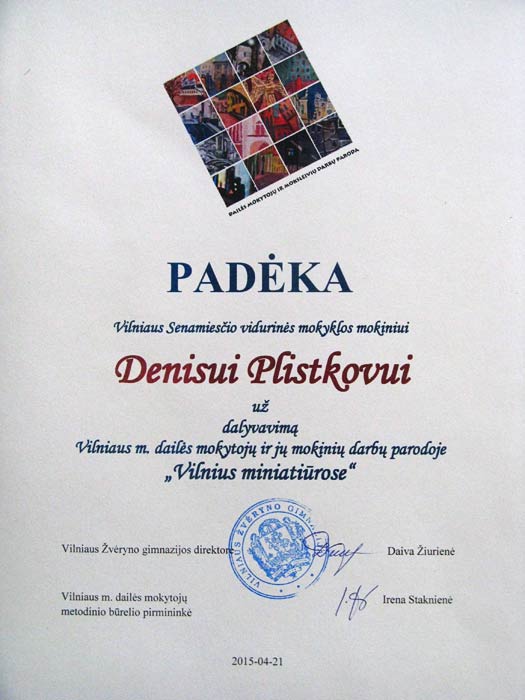 DAILĖS MOKYTOJŲ IR MOKSLEIVIŲ DARBŲ PARODA
PADĖKA
Vilniaus Senamiesčio vidurinės mokyklos mokiniui
Denisui Plistkovui
už
dalyvavimą
Vilniaus m. dailės mokytojų ir jų mokinių darbų parodoje
„Vilnius miniatiūrose“
VILNIAUS ŽVĖRYNO
Vilniaus Žvėryno gimnazijos direktorė Daiva Žiurienė
Vilniaus m. dailės mokytojų
metodinio būrelio pirmininkė Irena Staknienė
2015-04-21